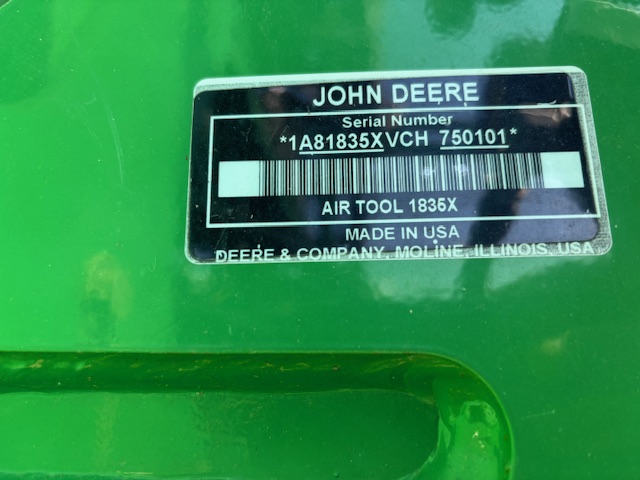 JOHN DEERE
Serial Number
*1A81835XVCH 750101*
AIR TOOL 1835X
MADE IN USA
DEERE & COMPANY, MOLINE, ILLINOIS, USA